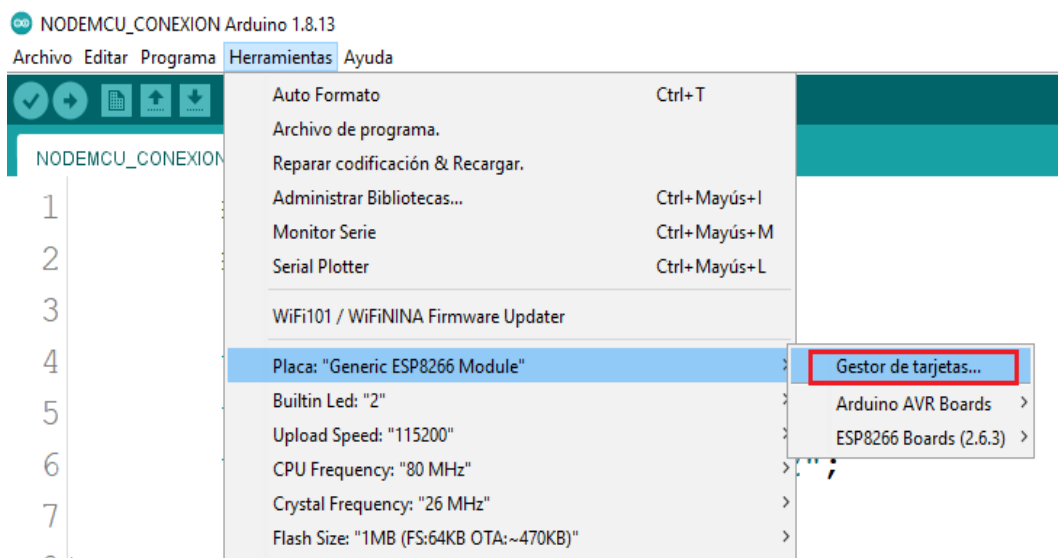 NODEMCU_CONEXION Arduino 1.8.13
Archivo Editar Programa Herramientas Ayuda
Auto Formato Ctrl+T
Archivo de programa.
NODEMCU_CONEXION
Reparar codificación & Recargar.
1
Administrar Bibliotecas... Ctrl+Mayús+I
Monitor Serie Ctrl+Mayús+M
2
Serial Plotter Ctrl+Mayús+L
3
WiFi101 / WiFiNINA Firmware Updater
4
Placa: "Generic ESP8266 Module"
Gestor de tarjetas...
5
Builtin Led: "2"
Arduino AVR Boards
Upload Speed: "115200"
ESP8266 Boards (2.6.3)
6
CPU Frequency: "80 MHz"
";
7
Crystal Frequency: "26 MHz"
Flash Size: "1MB (FS:64KB OTA:~470KB)"